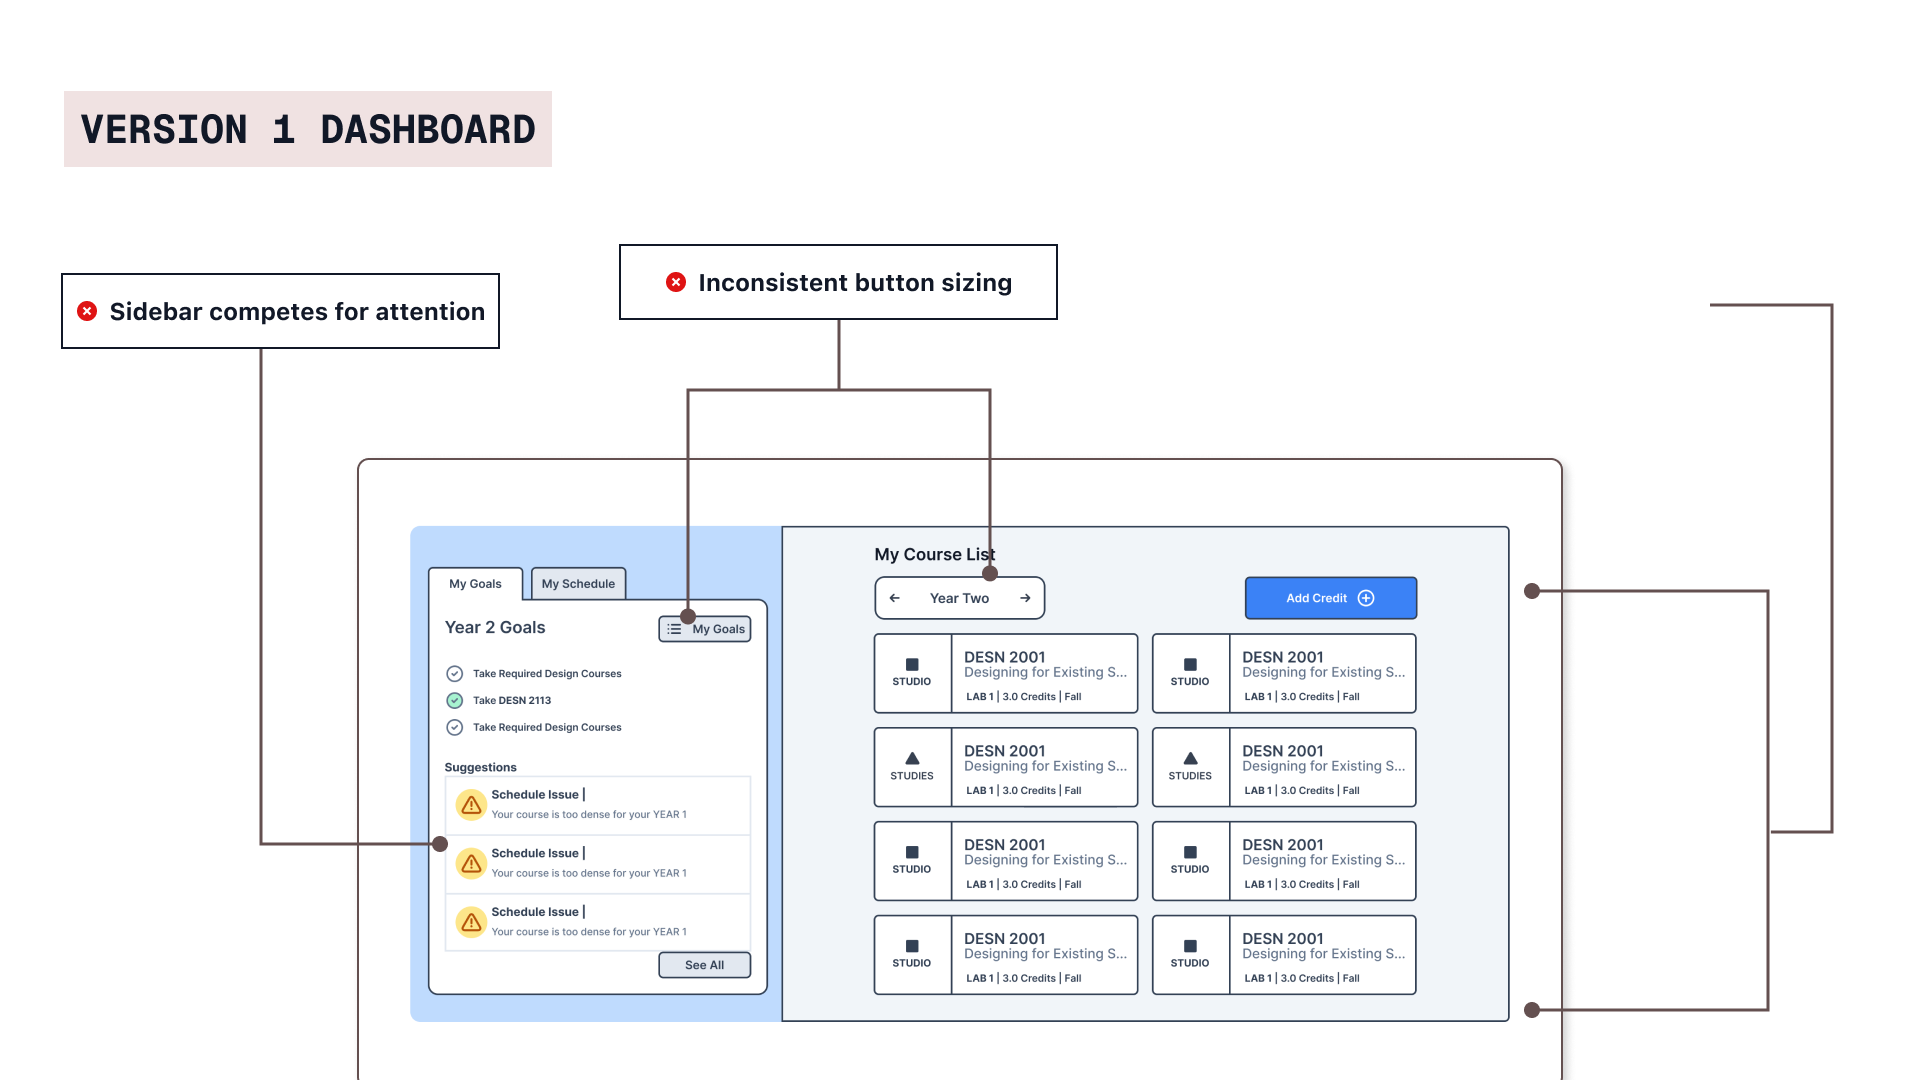 VERSION 1 DASHBOARD
Inconsistent button sizing
Sidebar competes for attention
My Goals
My Schedule
Year 2 Goals
My Goals
Take Required Design Courses
Take DESN 2113
Take Required Design Courses
Suggestions
Schedule Issue |
Your course is too dense for your YEAR 1
Schedule Issue |
Your course is too dense for your YEAR 1
Schedule Issue |
Your course is too dense for your YEAR 1
See All
My Course List
Year Two
Add Credit
STUDIO
DESN 2001
Designing for Existing S...
LAB 1 | 3.0 Credits | Fall
STUDIO
DESN 2001
Designing for Existing S...
LAB 1 | 3.0 Credits | Fall
STUDIES
DESN 2001
Designing for Existing S...
LAB 1 | 3.0 Credits | Fall
STUDIES
DESN 2001
Designing for Existing S...
LAB 1 | 3.0 Credits | Fall
STUDIO
DESN 2001
Designing for Existing S...
LAB 1 | 3.0 Credits | Fall
STUDIO
DESN 2001
Designing for Existing S...
LAB 1 | 3.0 Credits | Fall
STUDIO
DESN 2001
Designing for Existing S...
LAB 1 | 3.0 Credits | Fall
STUDIO
DESN 2001
Designing for Existing S...
LAB 1 | 3.0 Credits | Fall